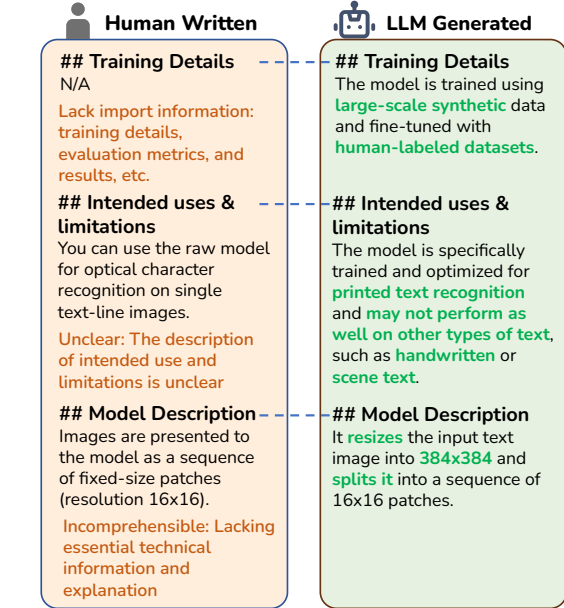 Human Written
## Training Details
N/A
Lack import information:
training details,
evaluation metrics, and
results, etc.
## Intended uses &
limitations
You can use the raw model
for optical character
recognition on single
text-line images.
Unclear: The description
of intended use and
limitations is unclear
## Model Description
Images are presented to
the model as a sequence
of fixed-size patches
(resolution 16x16).
Incomprehensible: Lacking
essential technical
information and
explanation
LLM Generated
## Training Details
The model is trained using
large-scale synthetic data
and fine-tuned with
human-labeled datasets.
## Intended uses &
limitations
The model is specifically
trained and optimized for
printed text recognition
and may not perform as
well on other types of text,
such as handwritten or
scene text.
## Model Description
It resizes the input text
image into 384x384 and
splits it into a sequence of
16x16 patches.